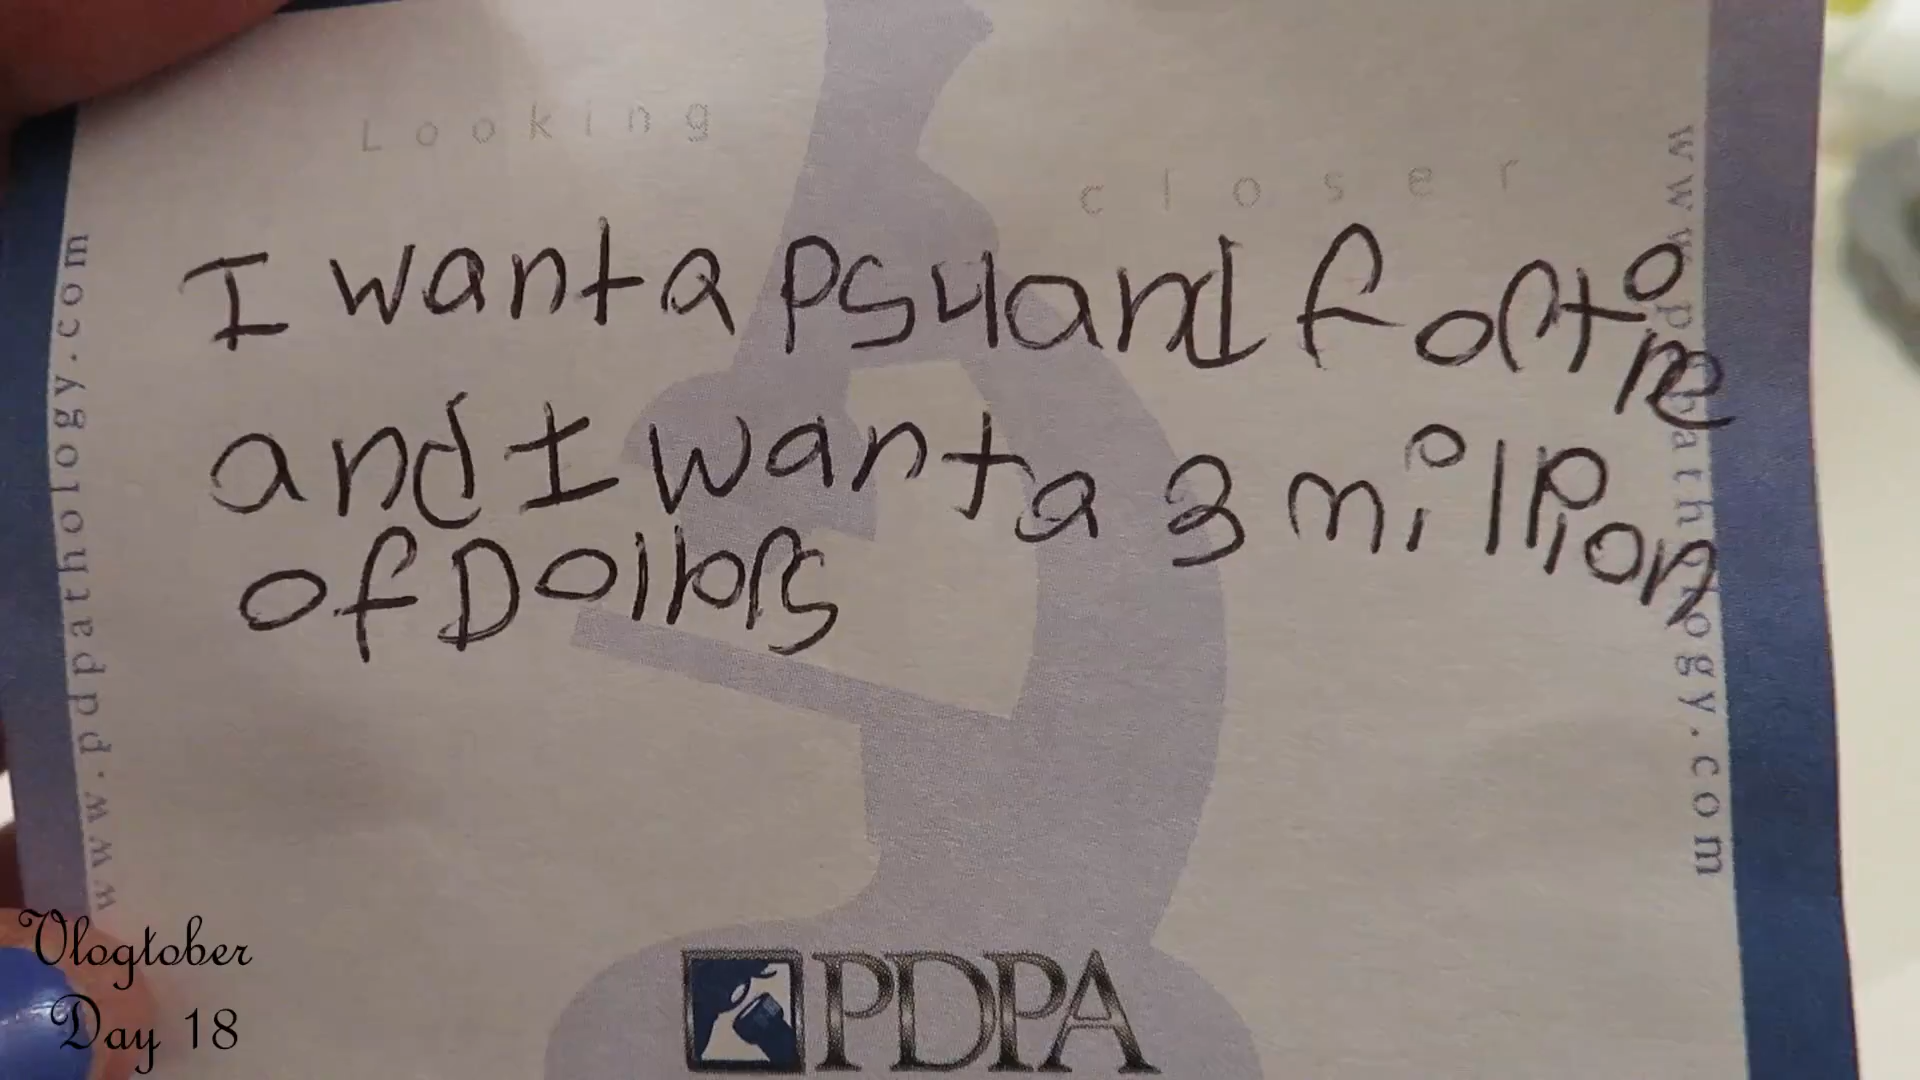 Looking
closer
I want a PS4 and fortnite
and I want a 3 million
of Dollors
www.pdpathology.com
www.pdpathology.com
PDPA
Vlogtober
Day 18